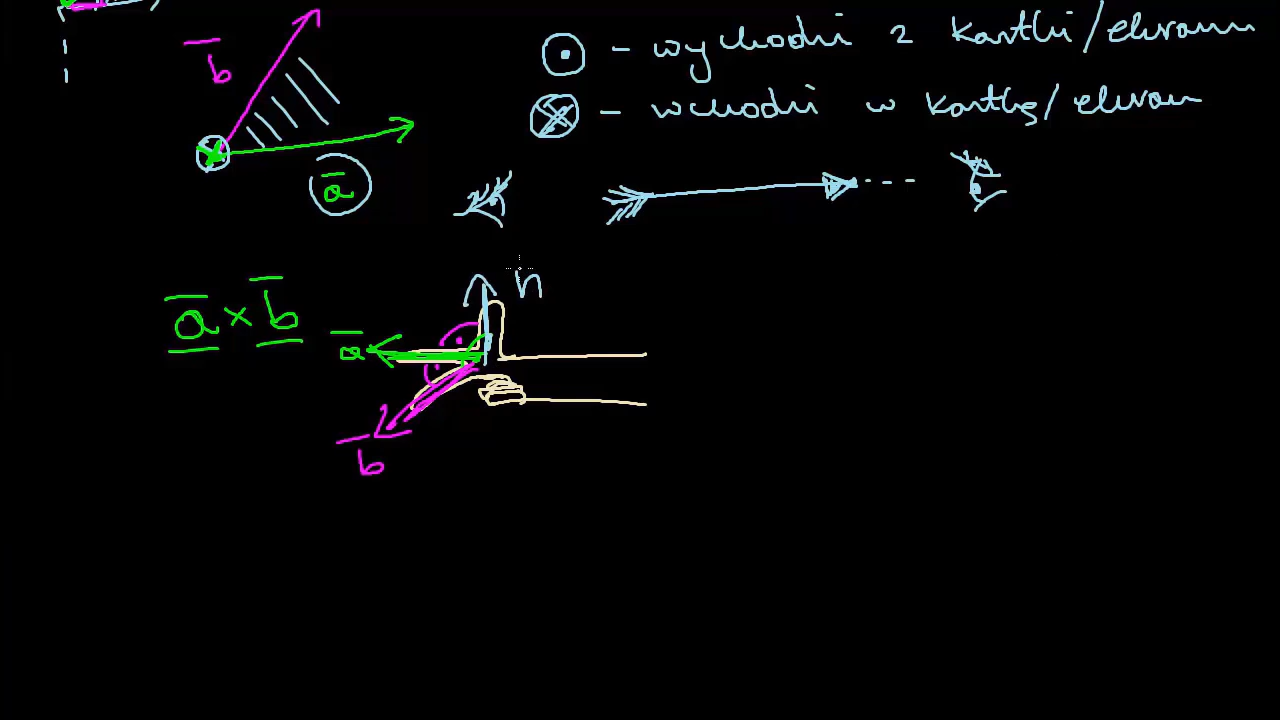 b
⊙ - wychodzi z kartki/ekranu
⊗ - wchodzi w kartkę/ekran
a
n
a × b
a
b